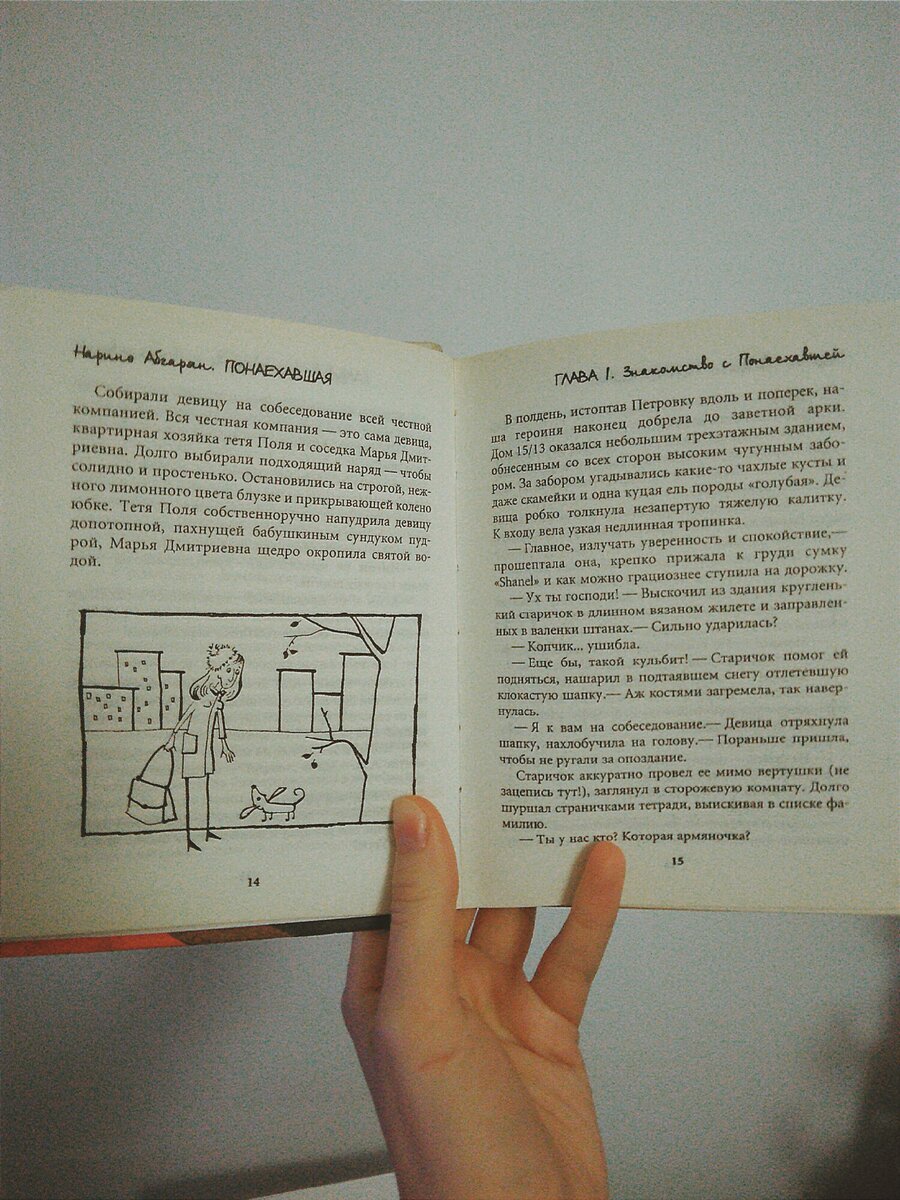 Наринэ Абгарян. ПОНАЕХАВШАЯ
Собирали девицу на собеседование всей честной
компанией. Вся честная компания — это сама девица,
квартирная хозяйка тетя Поля и соседка Марья Дмит-
риевна. Долго выбирали подходящий наряд — чтобы
солидно и простенько. Остановились на строгой, неж-
ного лимонного цвета блузке и прикрывающей колено
юбке. Тетя Поля собственноручно напудрила девицу
допотопной, пахнущей бабушкиным сундуком пуд-
рой, Марья Дмитриевна щедро окропила святой во-
дой.
14
ГЛАВА 1. Знакомство с Понаехавшей
В полдень, истоптав Петровку вдоль и поперек, на-
ша героиня наконец добрела до заветной арки.
Дом 15/13 оказался небольшим трехэтажным зданием,
обнесенным со всех сторон высоким чугунным забо-
ром. За забором угадывались какие-то чахлые кусты и
даже скамейки и одна куцая ель породы «голубая». Де-
вица робко толкнула незапертую тяжелую калитку.
К входу вела узкая недлинная тропинка.
— Главное, излучать уверенность и спокойствие,—
прошептала она, крепко прижала к груди сумку
«Shanel» и как можно грациознее ступила на дорожку.
— Ух ты господи! — Выскочил из здания круглень-
кий старичок в длинном вязаном жилете и заправлен-
ных в валенки штанах.— Сильно ударилась?
— Копчик... ушибла.
— Еще бы, такой кульбит! — Старичок помог ей
подняться, нашарил в подтаявшем снегу отлетевшую
клокастую шапку.— Аж костями загремела, так навер-
нулась.
— Я к вам на собеседование.— Девица отряхнула
шапку, нахлобучила на голову.— Пораньше пришла,
чтобы не ругали за опоздание.
Старичок аккуратно провел ее мимо вертушки (не
зацепись тут!), заглянул в сторожевую комнату. Долго
шуршал страничками тетради, выискивая в списке фа-
милию.
— Ты у нас кто? Которая армяночка?
15